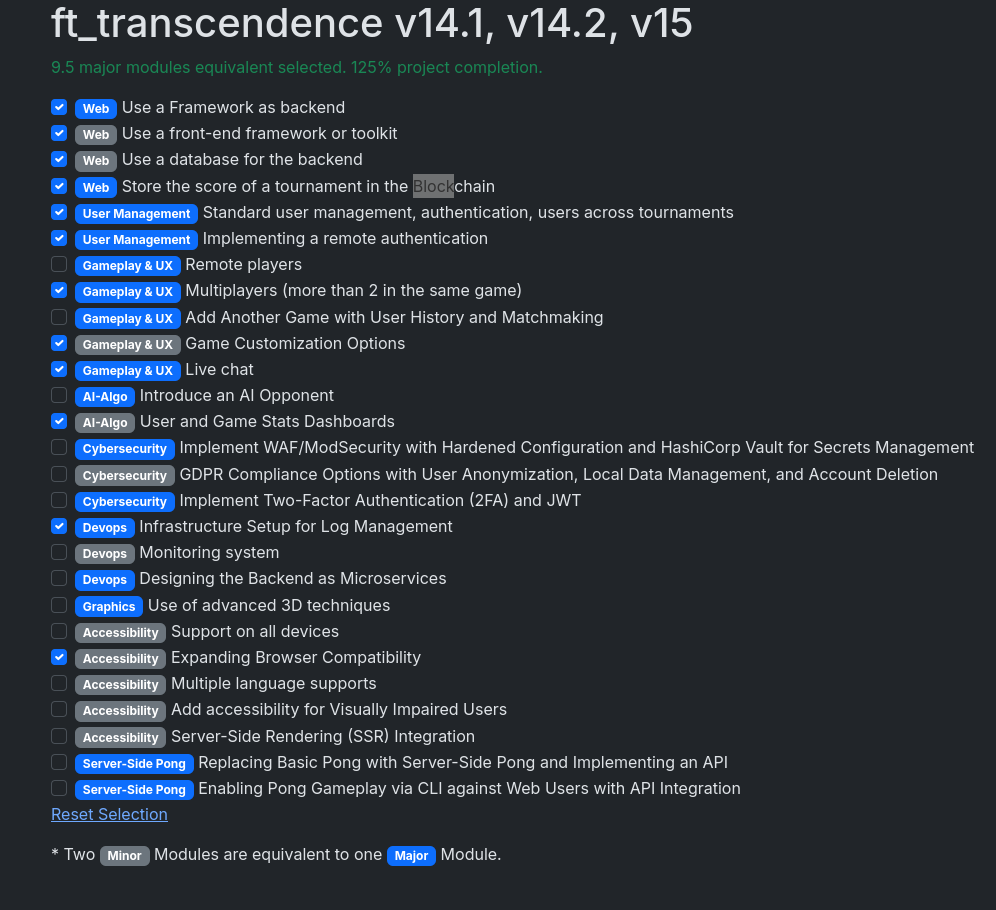 ft_transcendence v14.1, v14.2, v15
9.5 major modules equivalent selected. 125% project completion.
Web Use a Framework as backend
Web Use a front-end framework or toolkit
Web Use a database for the backend
Web Store the score of a tournament in the Blockchain
User Management Standard user management, authentication, users across tournaments
User Management Implementing a remote authentication
Gameplay & UX Remote players
Gameplay & UX Multiplayers (more than 2 in the same game)
Gameplay & UX Add Another Game with User History and Matchmaking
Gameplay & UX Game Customization Options
Gameplay & UX Live chat
AI-Algo Introduce an AI Opponent
AI-Algo User and Game Stats Dashboards
Cybersecurity Implement WAF/ModSecurity with Hardened Configuration and HashiCorp Vault for Secrets Management
Cybersecurity GDPR Compliance Options with User Anonymization, Local Data Management, and Account Deletion
Cybersecurity Implement Two-Factor Authentication (2FA) and JWT
Devops Infrastructure Setup for Log Management
Devops Monitoring system
Devops Designing the Backend as Microservices
Graphics Use of advanced 3D techniques
Accessibility Support on all devices
Accessibility Expanding Browser Compatibility
Accessibility Multiple language supports
Accessibility Add accessibility for Visually Impaired Users
Accessibility Server-Side Rendering (SSR) Integration
Server-Side Pong Replacing Basic Pong with Server-Side Pong and Implementing an API
Server-Side Pong Enabling Pong Gameplay via CLI against Web Users with API Integration
Reset Selection
* Two Minor Modules are equivalent to one Major Module.